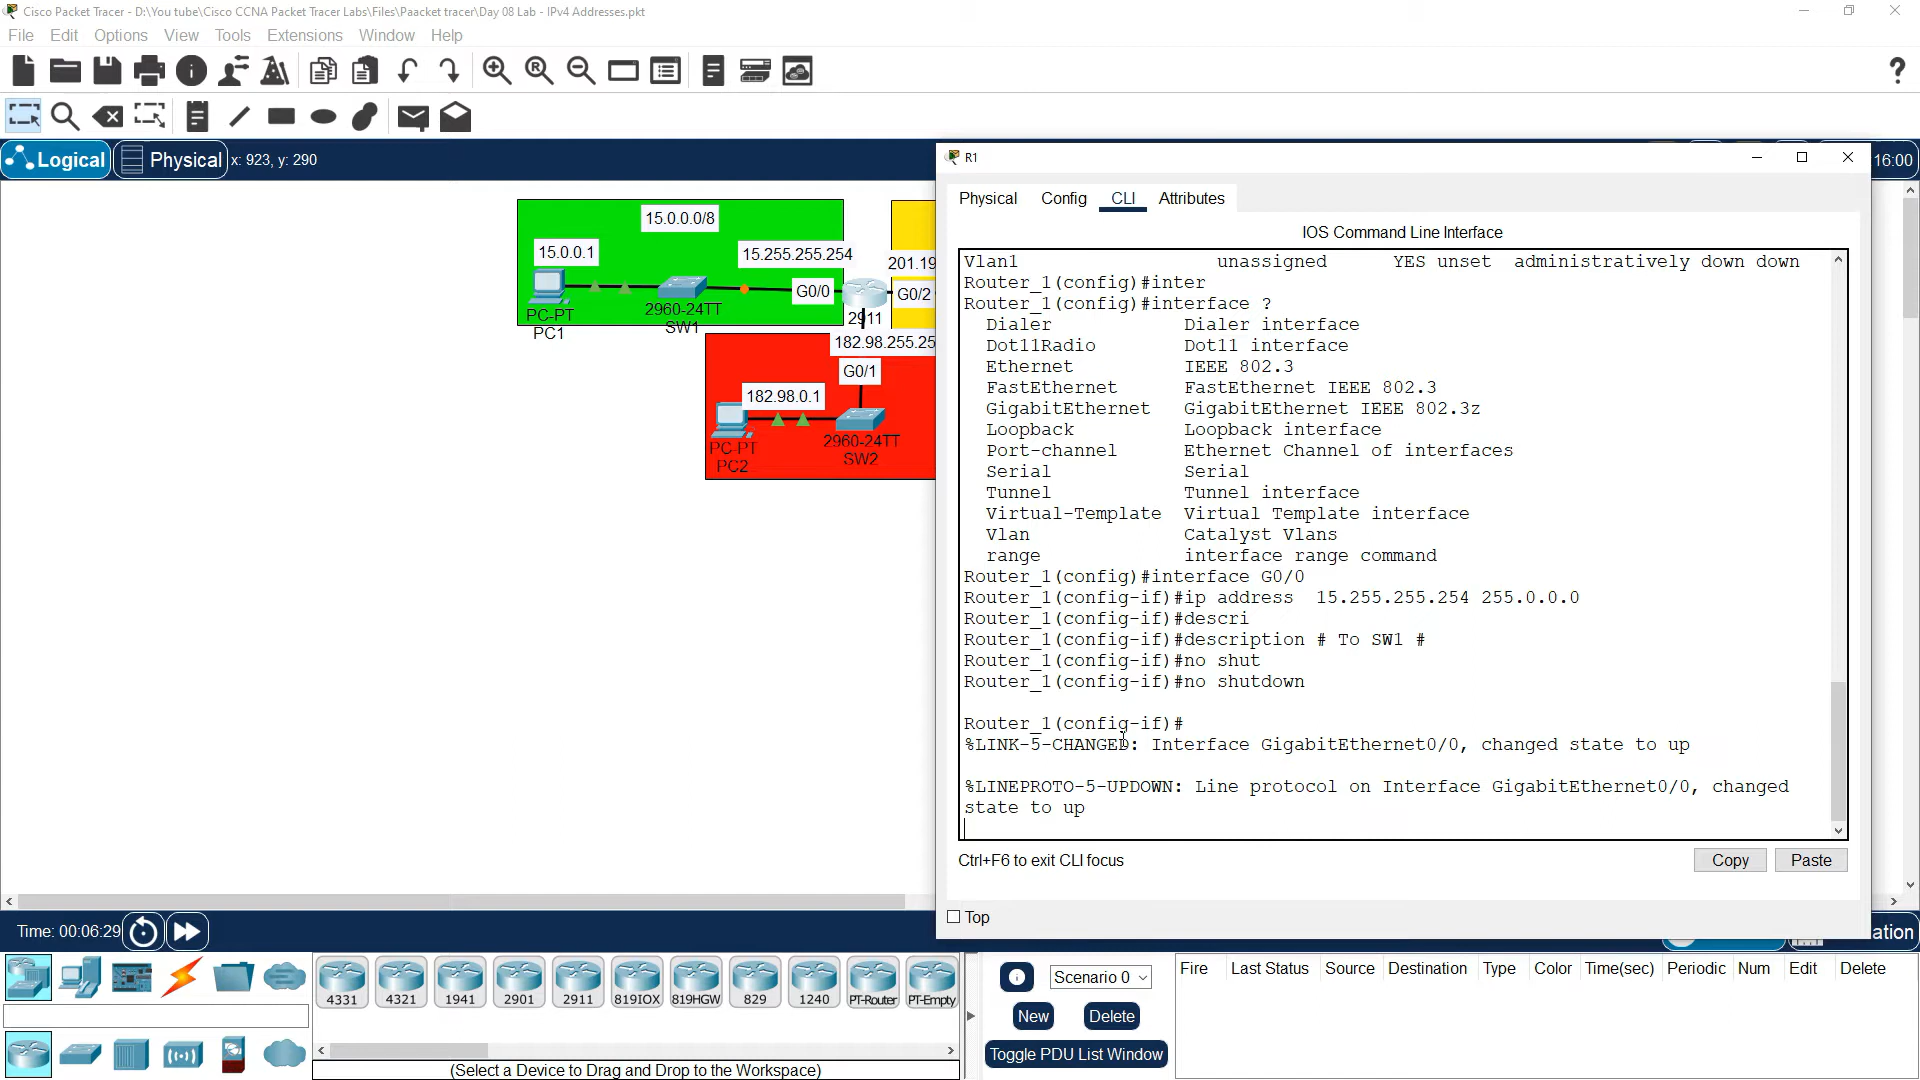 Cisco Packet Tracer - D:\You tube\Cisco CCNA Packet Tracer Labs\Files\Paacket tracer\Day 08 Lab - IPv4 Addresses.pkt
File Edit Options View Tools Extensions Window Help
?
Logical Physical x: 923, y: 290
16:00
15.0.0.0/8
15.0.0.1
15.255.255.254
201.19
G0/0
G0/2
PC-PT
PC1
2960-24TT
SW1
2911
182.98.255.25
G0/1
182.98.0.1
PC-PT
PC2
2960-24TT
SW2
R1
Physical Config CLI Attributes
IOS Command Line Interface
Vlan1 unassigned YES unset administratively down down
Router_1(config)#inter
Router_1(config)#interface ?
Dialer Dialer interface
Dot11Radio Dot11 interface
Ethernet IEEE 802.3
FastEthernet FastEthernet IEEE 802.3
GigabitEthernet GigabitEthernet IEEE 802.3z
Loopback Loopback interface
Port-channel Ethernet Channel of interfaces
Serial Serial
Tunnel Tunnel interface
Virtual-Template Virtual Template interface
Vlan Catalyst Vlans
range interface range command
Router_1(config)#interface G0/0
Router_1(config-if)#ip address  15.255.255.254 255.0.0.0
Router_1(config-if)#descri
Router_1(config-if)#description # To SW1 #
Router_1(config-if)#no shut
Router_1(config-if)#no shutdown
Router_1(config-if)#
%LINK-5-CHANGED: Interface GigabitEthernet0/0, changed state to up
%LINEPROTO-5-UPDOWN: Line protocol on Interface GigabitEthernet0/0, changed
state to up
Ctrl+F6 to exit CLI focus
Copy Paste
Top
Time: 00:06:29
ation
4331 4321 1941 2901 2911 819IOX 819HGW 829 1240 PT-Router PT-Empty
(Select a Device to Drag and Drop to the Workspace)
Scenario 0
New Delete
Toggle PDU List Window
Fire Last Status Source Destination Type Color Time(sec) Periodic Num Edit Delete